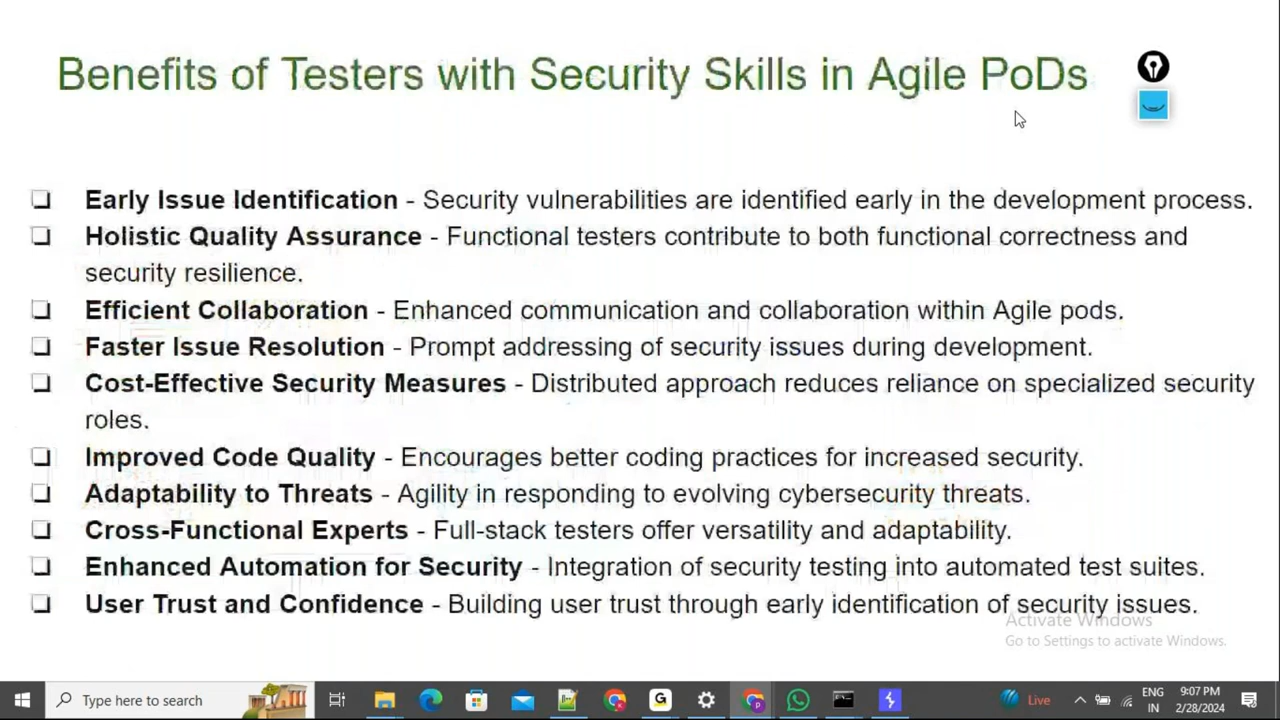 Benefits of Testers with Security Skills in Agile PoDs
Early Issue Identification - Security vulnerabilities are identified early in the development process.
Holistic Quality Assurance - Functional testers contribute to both functional correctness and
security resilience.
Efficient Collaboration - Enhanced communication and collaboration within Agile pods.
Faster Issue Resolution - Prompt addressing of security issues during development.
Cost-Effective Security Measures - Distributed approach reduces reliance on specialized security
roles.
Improved Code Quality - Encourages better coding practices for increased security.
Adaptability to Threats - Agility in responding to evolving cybersecurity threats.
Cross-Functional Experts - Full-stack testers offer versatility and adaptability.
Enhanced Automation for Security - Integration of security testing into automated test suites.
User Trust and Confidence - Building user trust through early identification of security issues.
Activate Windows
Go to Settings to activate Windows.
Type here to search
G
Live
ENG
IN
9:07 PM
2/28/2024